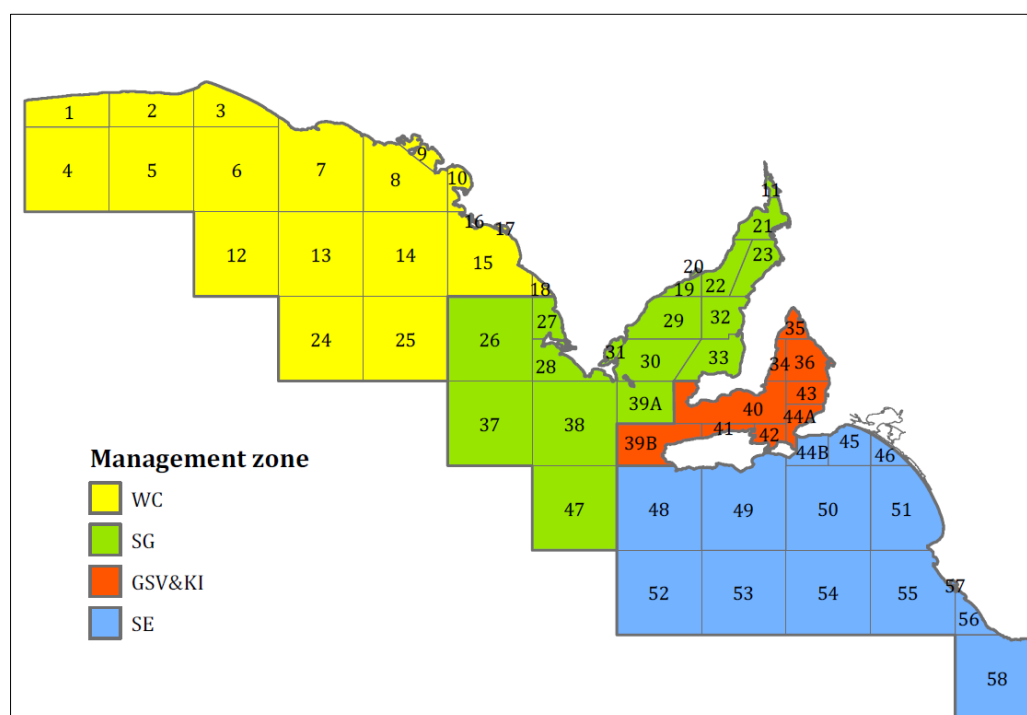 1 2 3
4 5 6 7 8 9 10
11
12 13 14 15 16 17
18 19 20 21 22 23
24 25 26 27 28 29 30 31 32 33
34 35 36
37 38 39A 40 41 42 43 44A
39B 44B 45 46
47 48 49 50 51
52 53 54 55 56 57
58
Management zone
WC
SG
GSV&KI
SE